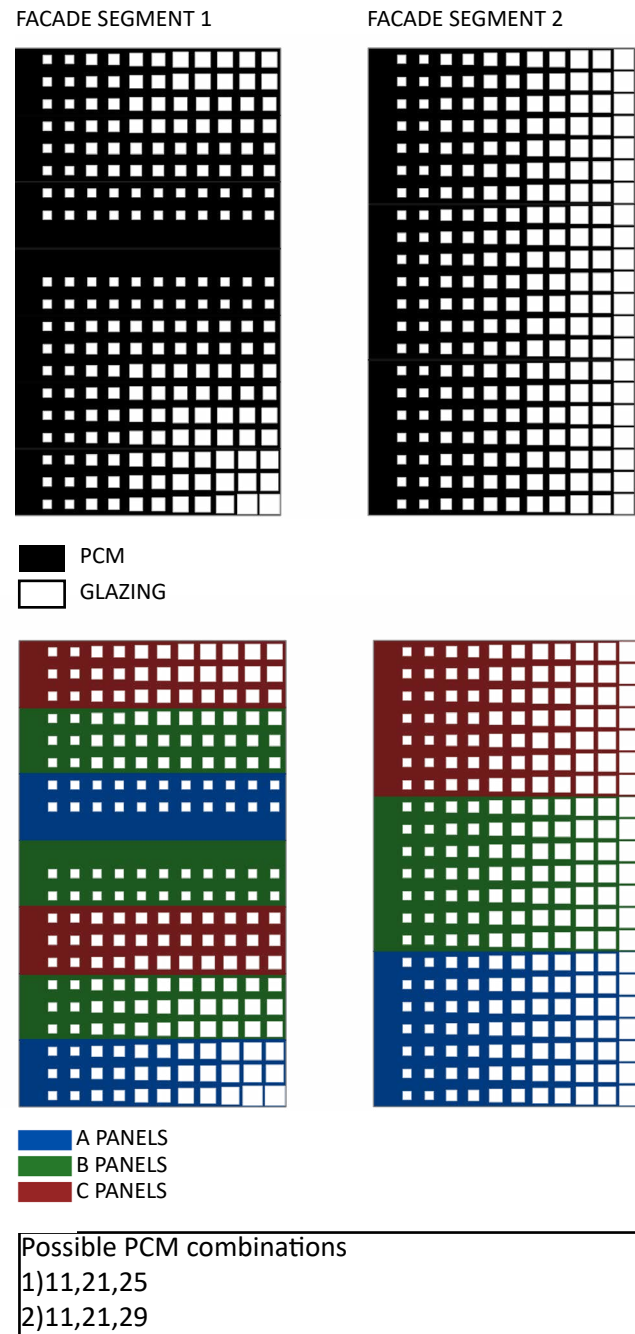 FACADE SEGMENT 1
FACADE SEGMENT 2
PCM
GLAZING
A PANELS
B PANELS
C PANELS
Possible PCM combinations
1)11,21,25
2)11,21,29